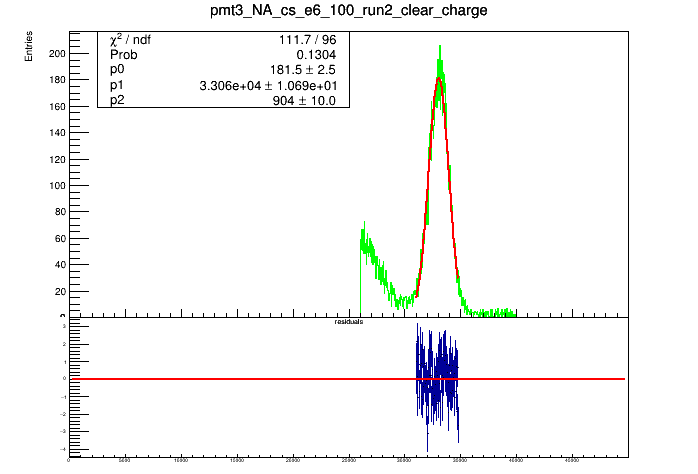 pmt3_NA_cs_e6_100_run2_clear_charge
Entries
χ² / ndf 111.7 / 96
Prob 0.1304
p0 181.5 ± 2.5
p1 3.306e+04 ± 1.069e+01
p2 904 ± 10.0
200
180
160
140
120
100
80
60
40
20
residuals
3
2
1
0
−1
−2
−3
−4
0 5000 10000 15000 20000 25000 30000 35000 40000 45000